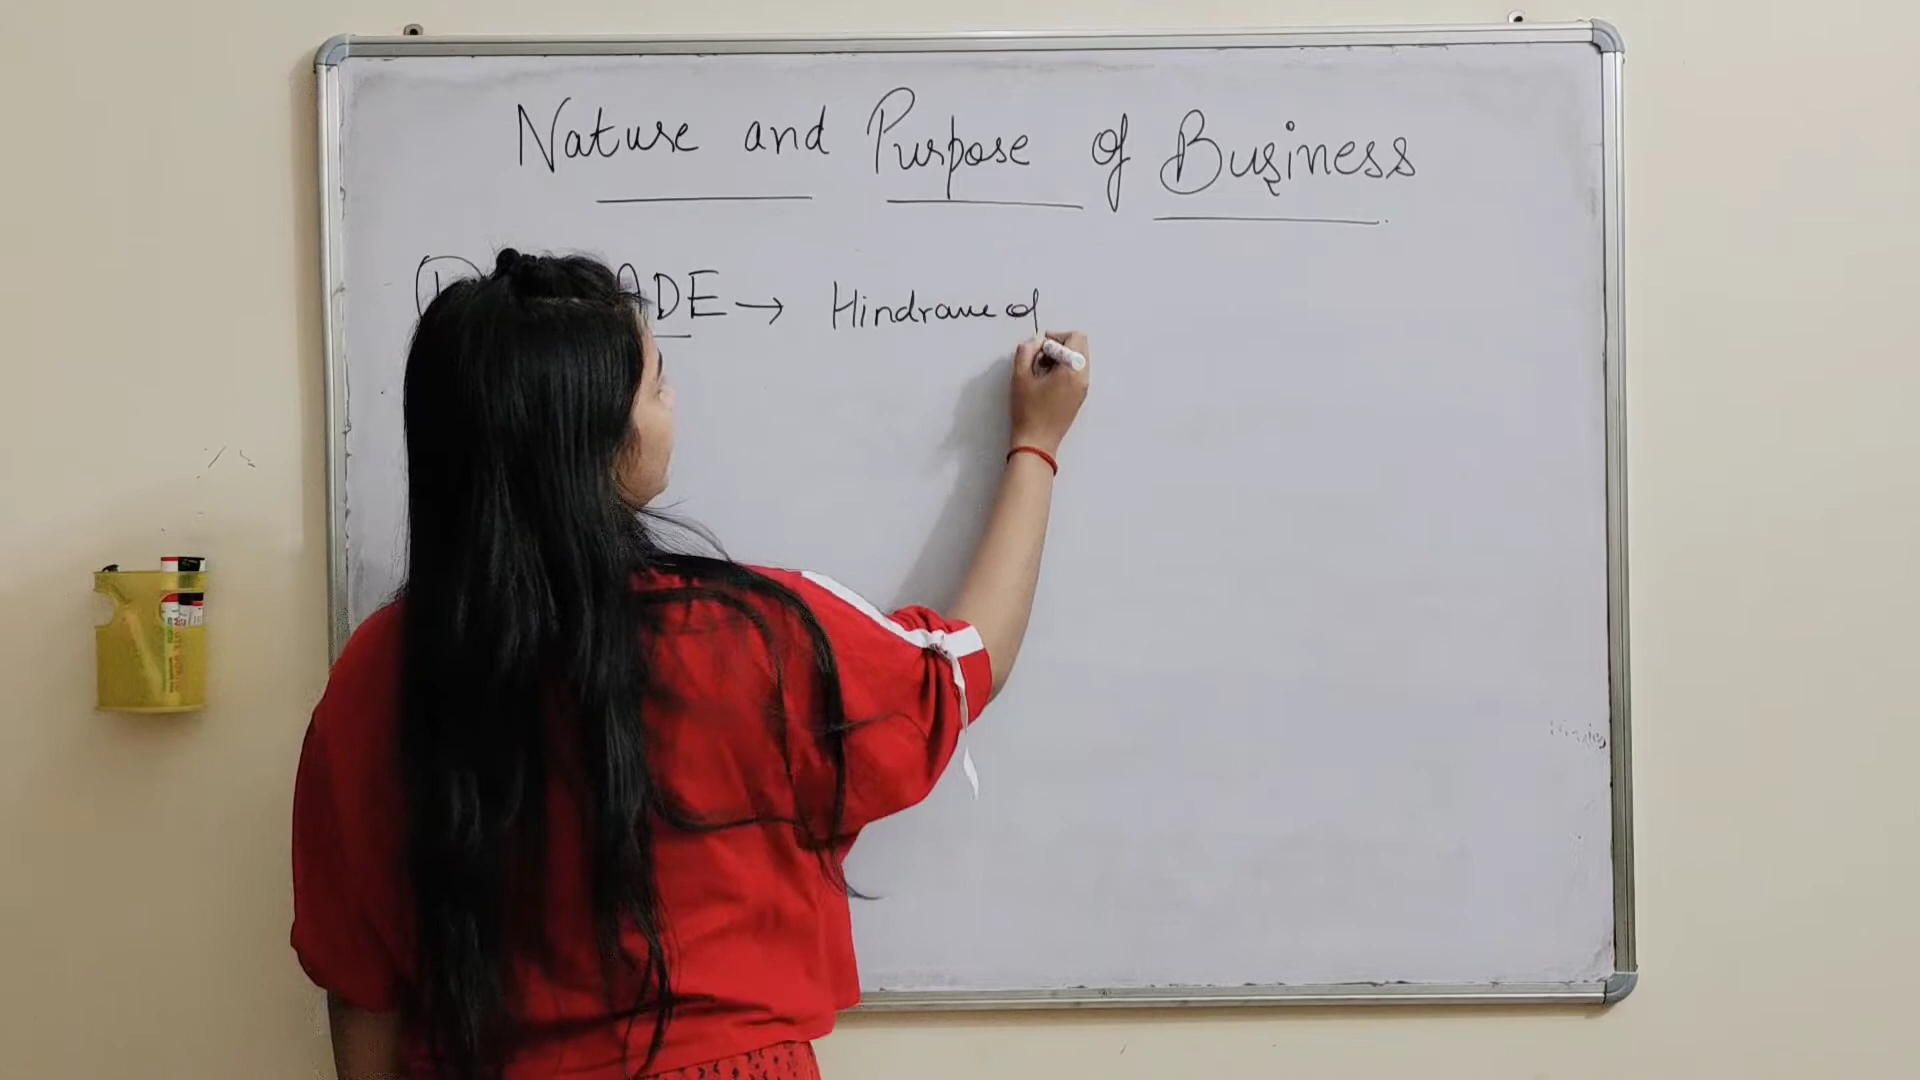 Nature and Purpose of Business
ADE → Hindrance of